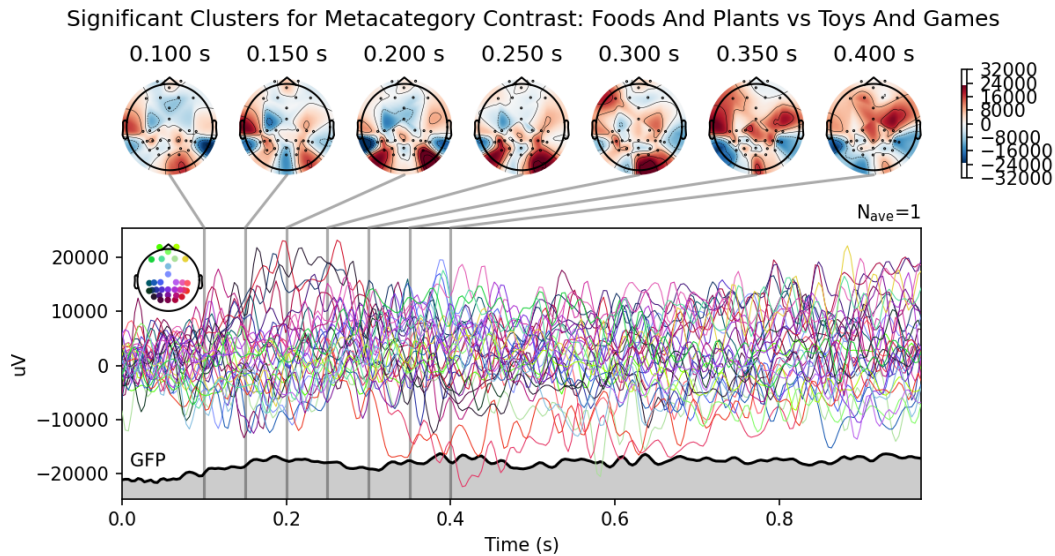 Significant Clusters for Metacategory Contrast: Foods And Plants vs Toys And Games
0.100 s 0.150 s 0.200 s 0.250 s 0.300 s 0.350 s 0.400 s
32000
24000
16000
8000
0
−8000
−16000
−24000
−32000
Nave=1
20000
10000
0
−10000
−20000
uV
GFP
0.0 0.2 0.4 0.6 0.8
Time (s)